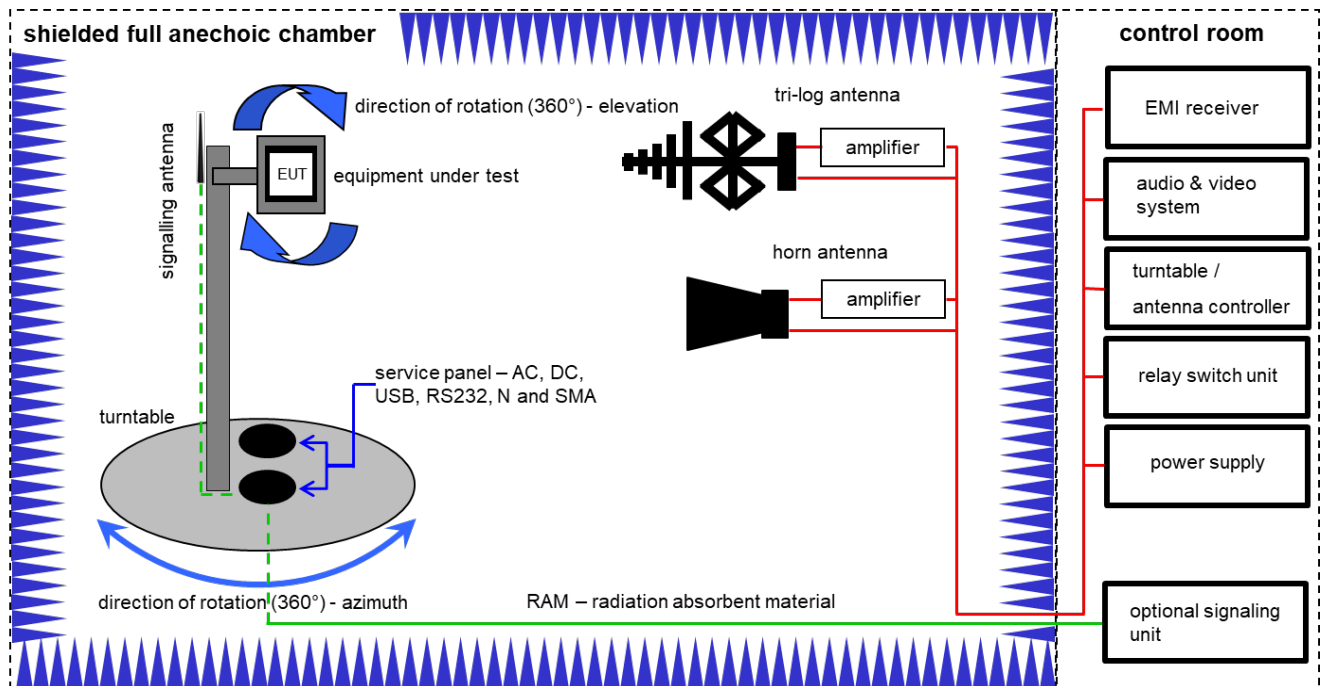 shielded full anechoic chamber
control room
direction of rotation (360°) - elevation
tri-log antenna
EMI receiver
amplifier
signalling antenna
EUT
equipment under test
audio & video
system
horn antenna
turntable /
antenna controller
amplifier
service panel – AC, DC,
USB, RS232, N and SMA
relay switch unit
turntable
power supply
direction of rotation (360°) - azimuth
RAM – radiation absorbent material
optional signaling
unit